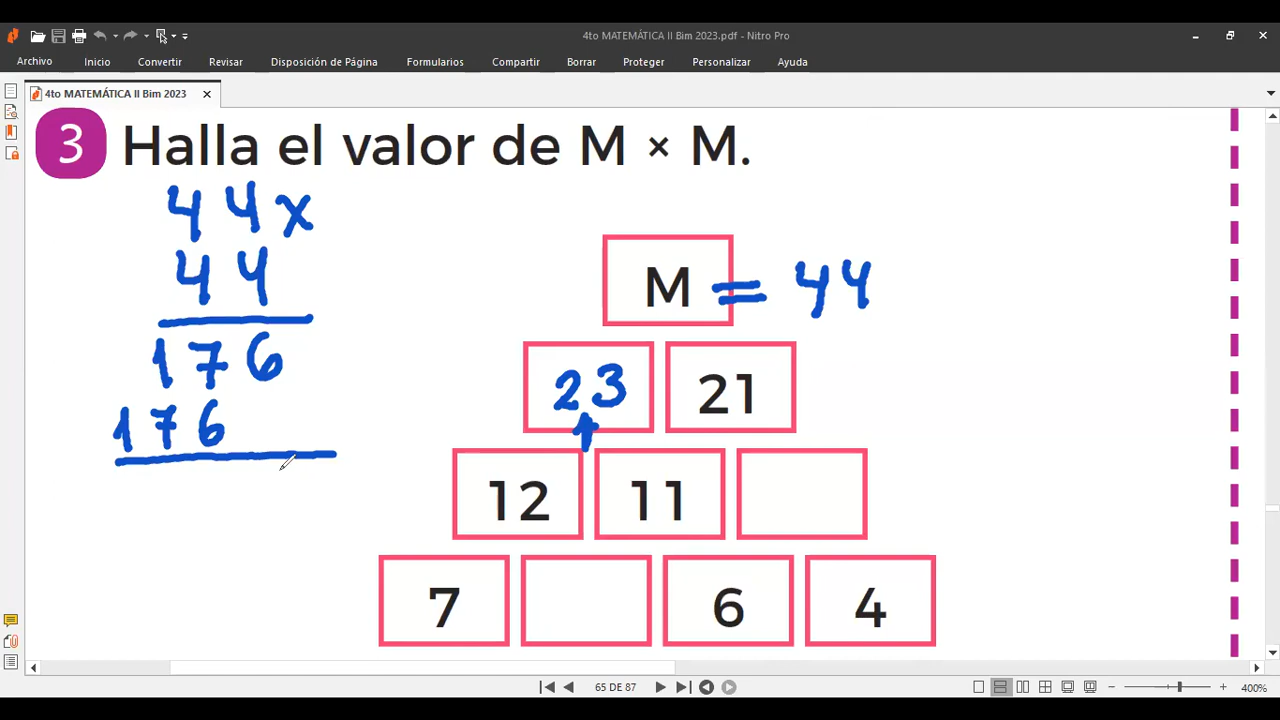 4to MATEMÁTICA II Bim 2023.pdf - Nitro Pro
Archivo Inicio Convertir Revisar Disposición de Página Formularios Compartir Borrar Proteger Personalizar Ayuda
4to MATEMÁTICA II Bim 2023
3 Halla el valor de M × M.
44x
44
176
176
M = 44
23 21
12 11
7 6 4
65 DE 87
400%